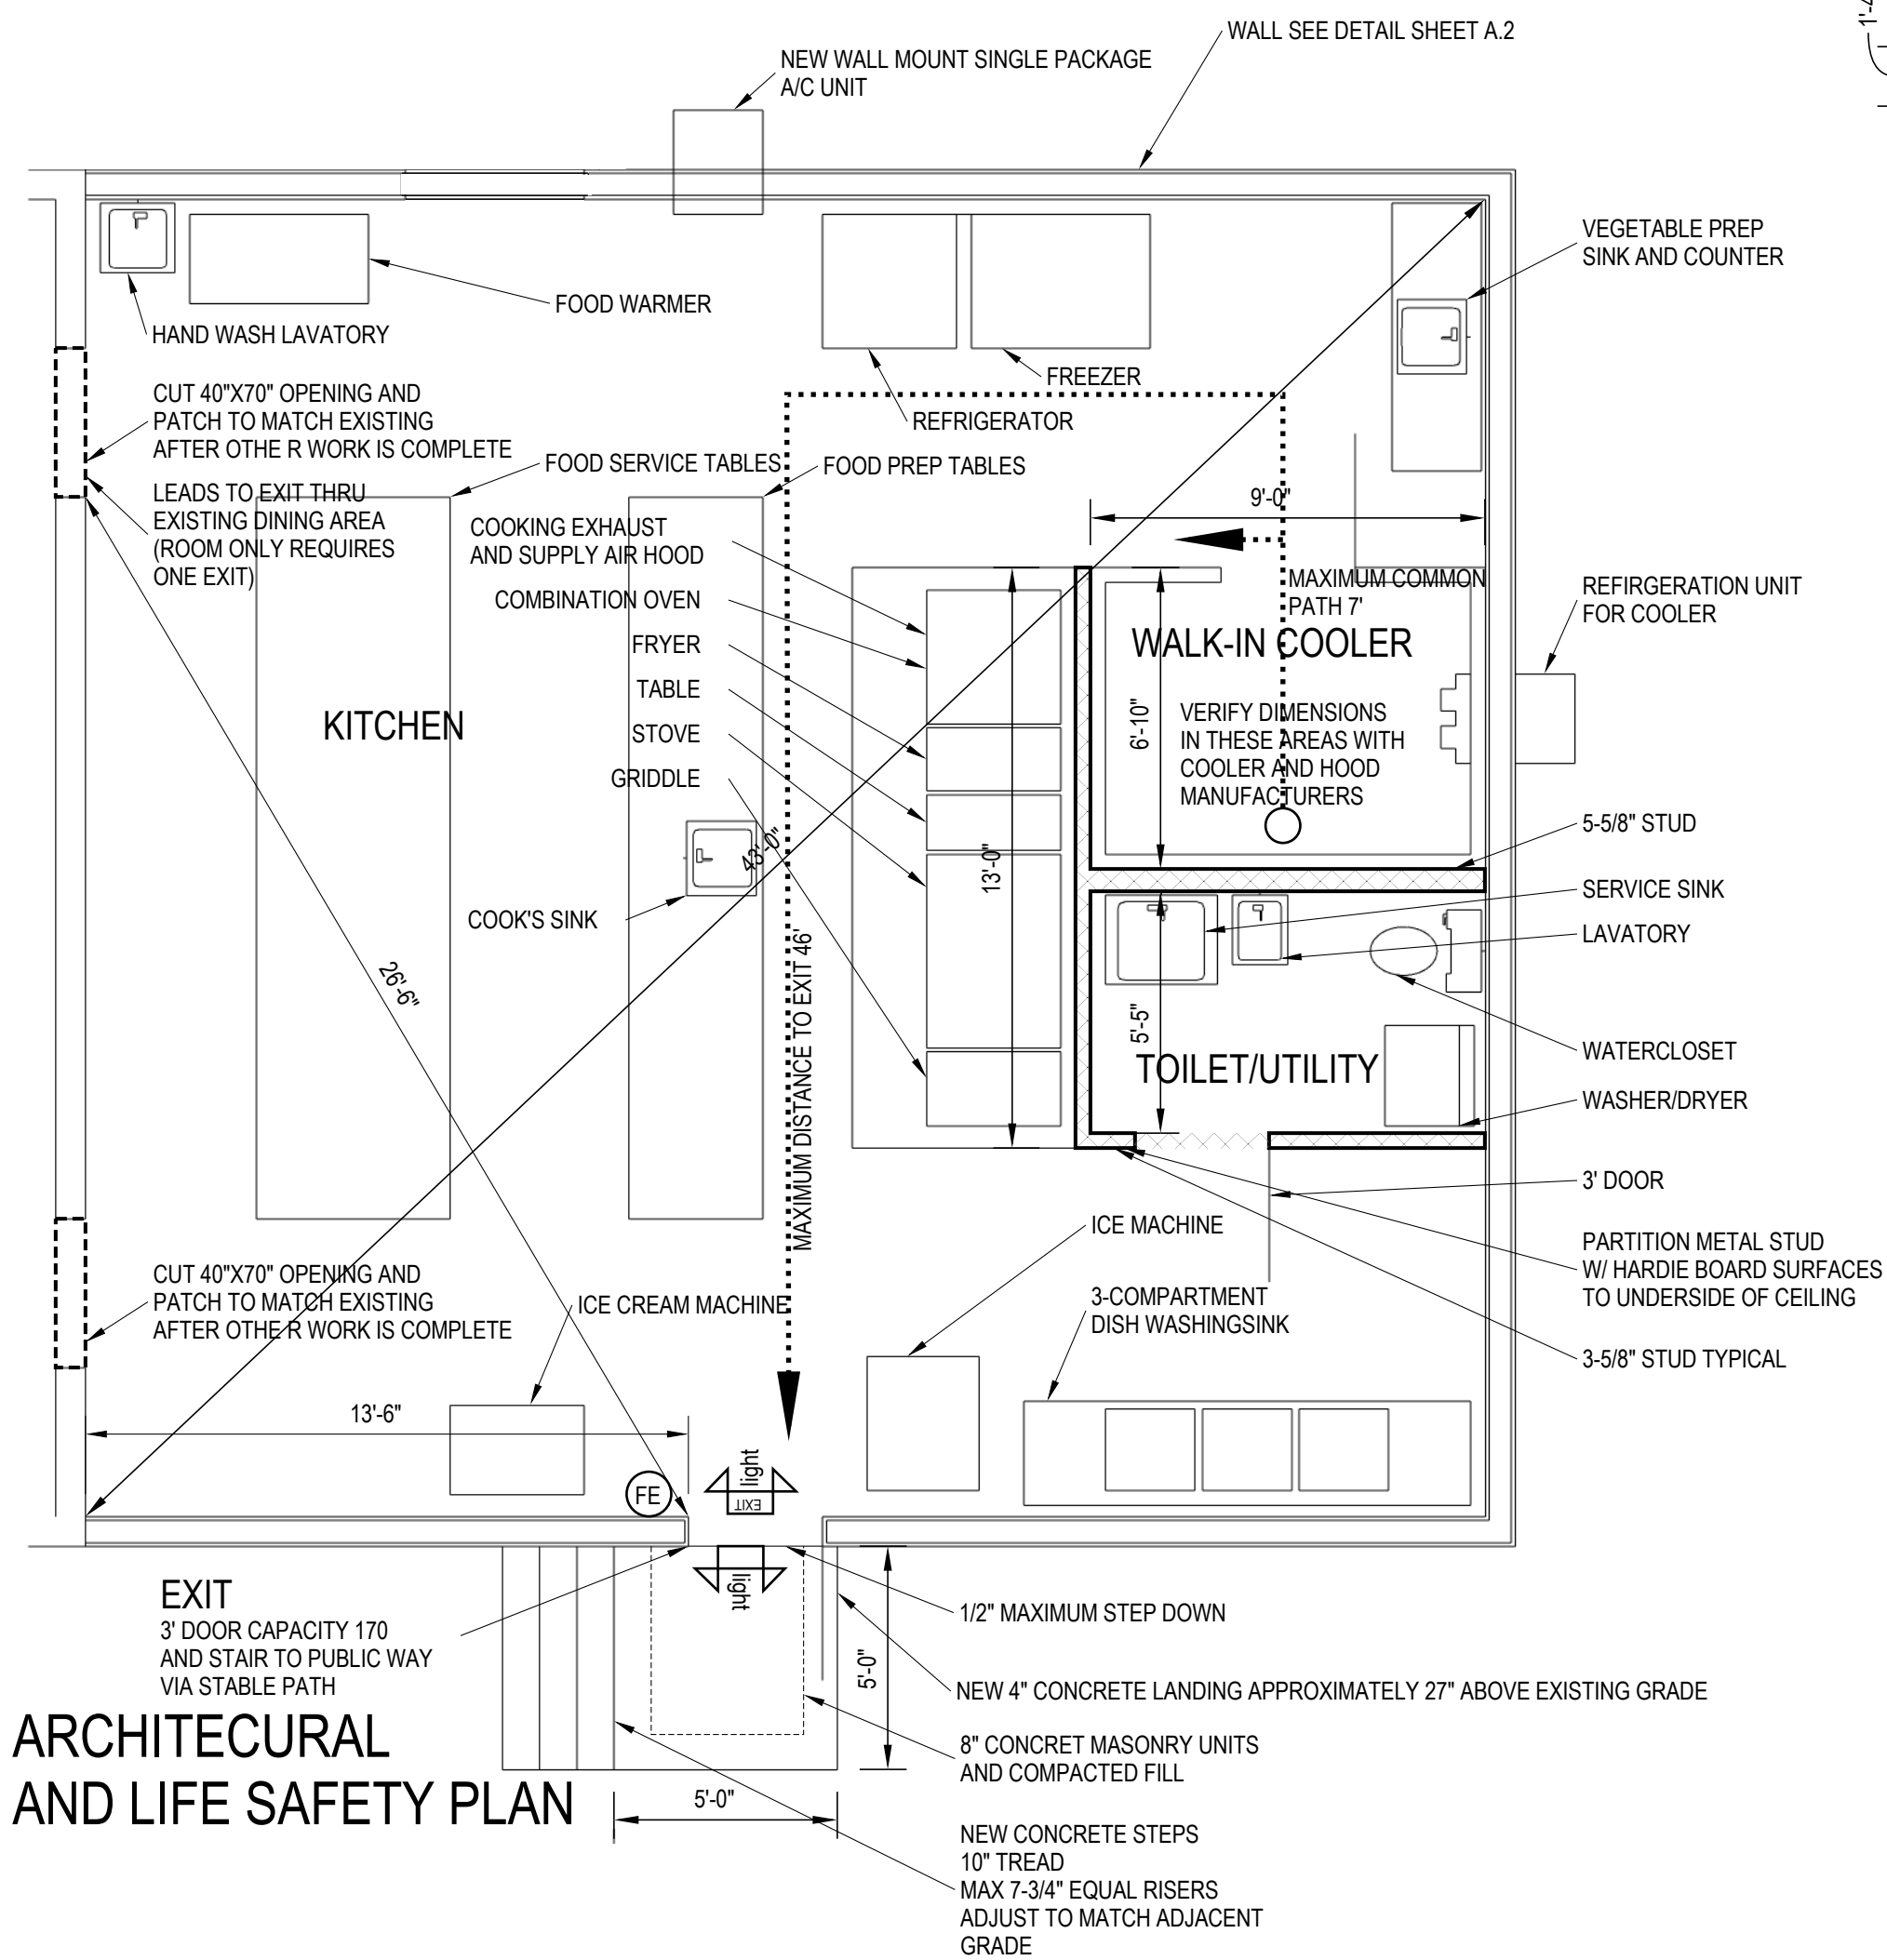 1'-4
WALL SEE DETAIL SHEET A.2
NEW WALL MOUNT SINGLE PACKAGE
A/C UNIT
VEGETABLE PREP
SINK AND COUNTER
FOOD WARMER
HAND WASH LAVATORY
FREEZER
REFRIGERATOR
CUT 40"X70" OPENING AND
PATCH TO MATCH EXISTING
AFTER OTHE R WORK IS COMPLETE
FOOD SERVICE TABLES
FOOD PREP TABLES
LEADS TO EXIT THRU
EXISTING DINING AREA
(ROOM ONLY REQUIRES
ONE EXIT)
9'-0"
COOKING EXHAUST
AND SUPPLY AIR HOOD
MAXIMUM COMMON
PATH 7'
REFIRGERATION UNIT
FOR COOLER
COMBINATION OVEN
WALK-IN COOLER
FRYER
TABLE
STOVE
GRIDDLE
KITCHEN
6'-10"
VERIFY DIMENSIONS
IN THESE AREAS WITH
COOLER AND HOOD
MANUFACTURERS
5-5/8" STUD
43'-0"
13'-0"
SERVICE SINK
COOK'S SINK
LAVATORY
26'-6"
MAXIMUM DISTANCE TO EXIT 46'
5'-5"
WATERCLOSET
TOILET/UTILITY
WASHER/DRYER
3' DOOR
ICE MACHINE
PARTITION METAL STUD
W/ HARDIE BOARD SURFACES
TO UNDERSIDE OF CEILING
CUT 40"X70" OPENING AND
PATCH TO MATCH EXISTING
AFTER OTHE R WORK IS COMPLETE
ICE CREAM MACHINE
3-COMPARTMENT
DISH WASHINGSINK
3-5/8" STUD TYPICAL
13'-6"
light
EXIT
FE
light
EXIT
3' DOOR CAPACITY 170
AND STAIR TO PUBLIC WAY
VIA STABLE PATH
1/2" MAXIMUM STEP DOWN
5'-0"
NEW 4" CONCRETE LANDING APPROXIMATELY 27" ABOVE EXISTING GRADE
ARCHITECURAL
AND LIFE SAFETY PLAN
8" CONCRET MASONRY UNITS
AND COMPACTED FILL
5'-0"
NEW CONCRETE STEPS
10" TREAD
MAX 7-3/4" EQUAL RISERS
ADJUST TO MATCH ADJACENT
GRADE